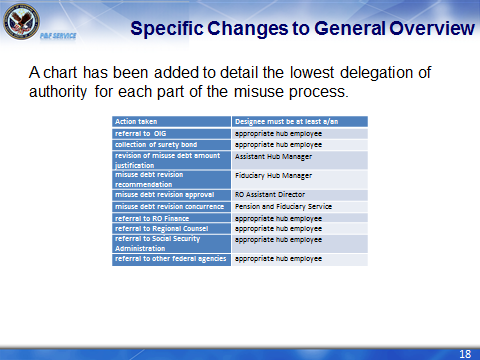 P&F SERVICE
Specific Changes to General Overview
A chart has been added to detail the lowest delegation of
authority for each part of the misuse process.
Action taken Designee must be at least a/an
referral to OIG appropriate hub employee
collection of surety bond appropriate hub employee
revision of misuse debt amount Assistant Hub Manager
justification
misuse debt revision Fiduciary Hub Manager
recommendation
misuse debt revision approval RO Assistant Director
misuse debt revision concurrence Pension and Fiduciary Service
referral to RO Finance appropriate hub employee
referral to Regional Counsel appropriate hub employee
referral to Social Security appropriate hub employee
Administration
referral to other federal agencies appropriate hub employee
18